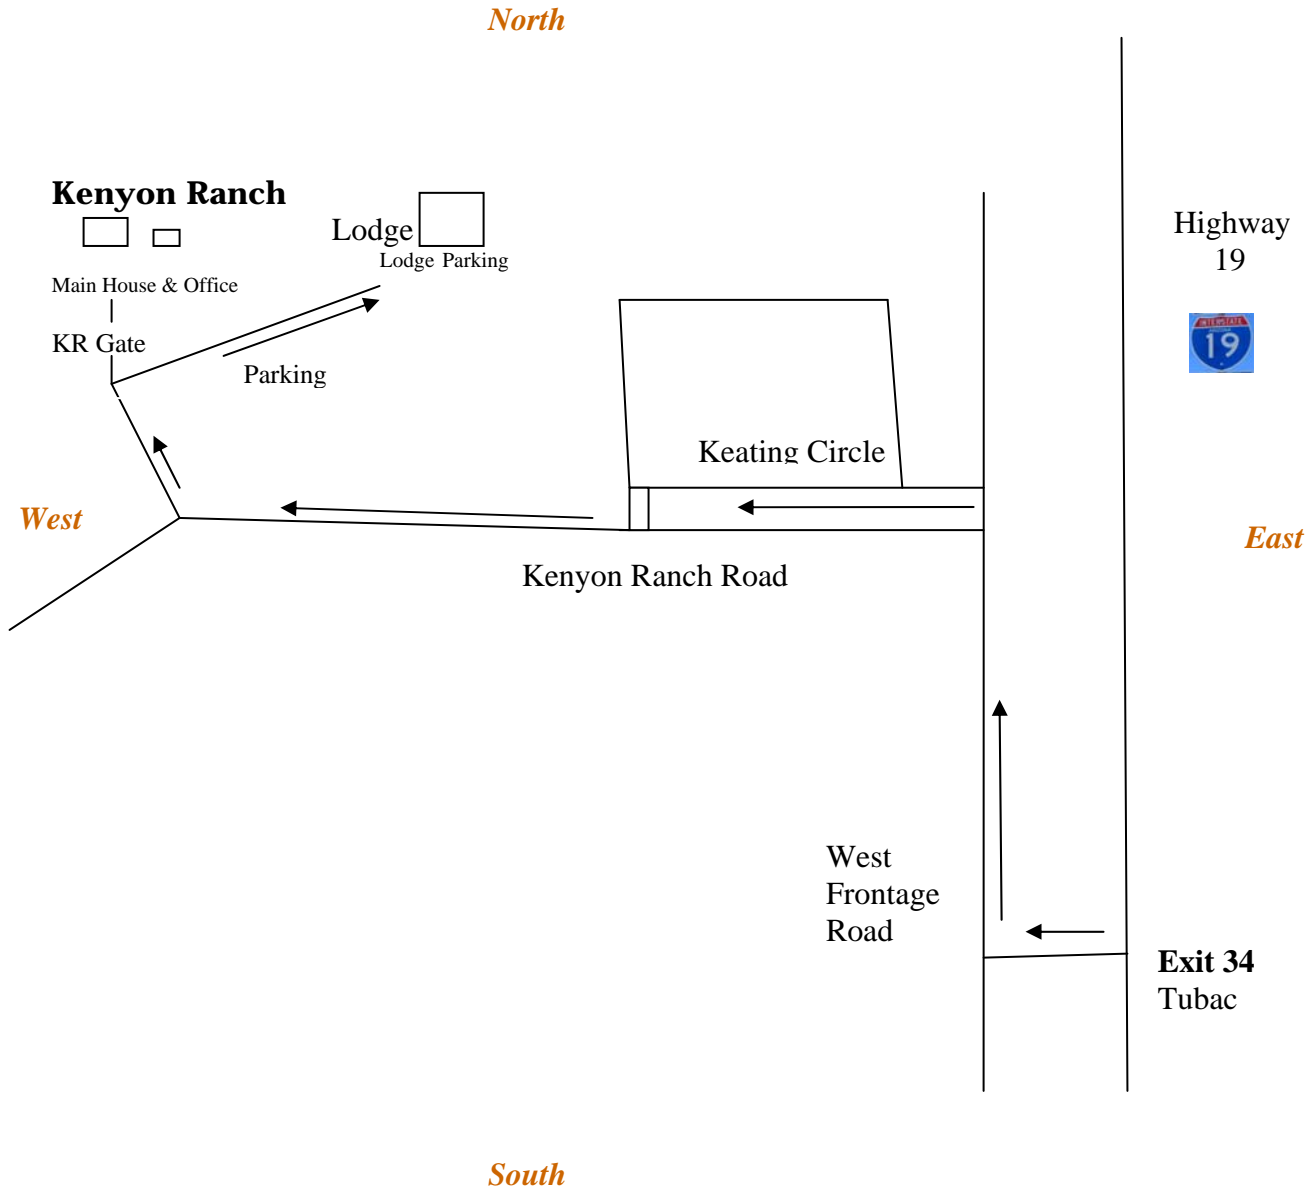 North
Kenyon Ranch
Lodge
Lodge Parking
Main House & Office
KR Gate
Parking
Highway
19
INTERSTATE
19
Keating Circle
West
East
Kenyon Ranch Road
West
Frontage
Road
Exit 34
Tubac
South